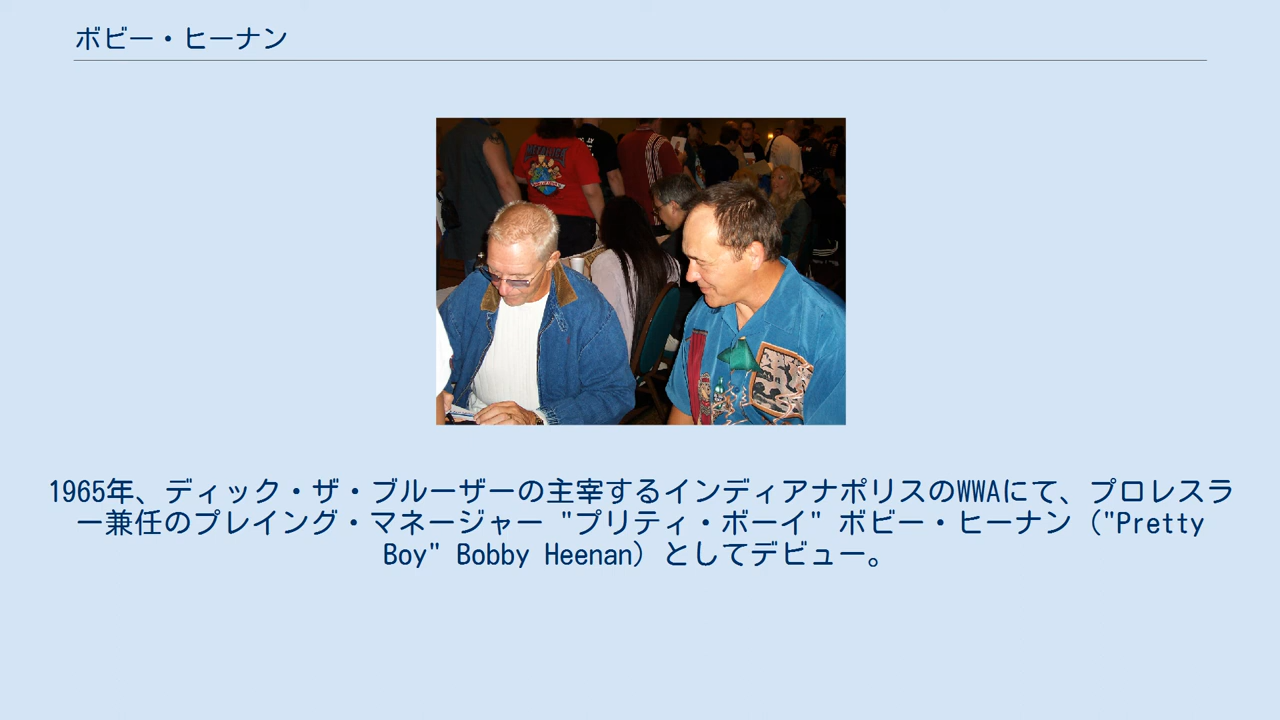 ボビー・ヒーナン
1965年、ディック・ザ・ブルーザーの主宰するインディアナポリスのWWAにて、プロレスラ
ー兼任のプレイング・マネージャー "プリティ・ボーイ" ボビー・ヒーナン（"Pretty
Boy" Bobby Heenan）としてデビュー。